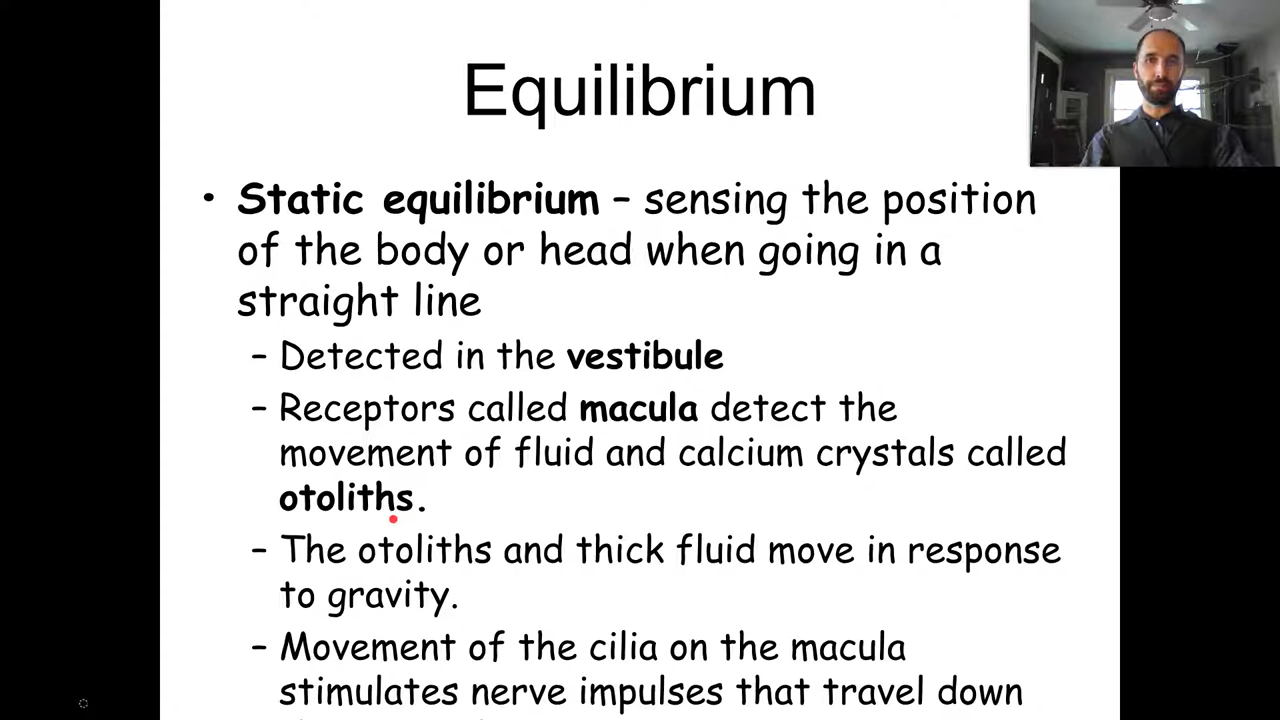 Equilibrium
• Static equilibrium – sensing the position
of the body or head when going in a
straight line
– Detected in the vestibule
– Receptors called macula detect the
movement of fluid and calcium crystals called
otoliths.
– The otoliths and thick fluid move in response
to gravity.
– Movement of the cilia on the macula
stimulates nerve impulses that travel down